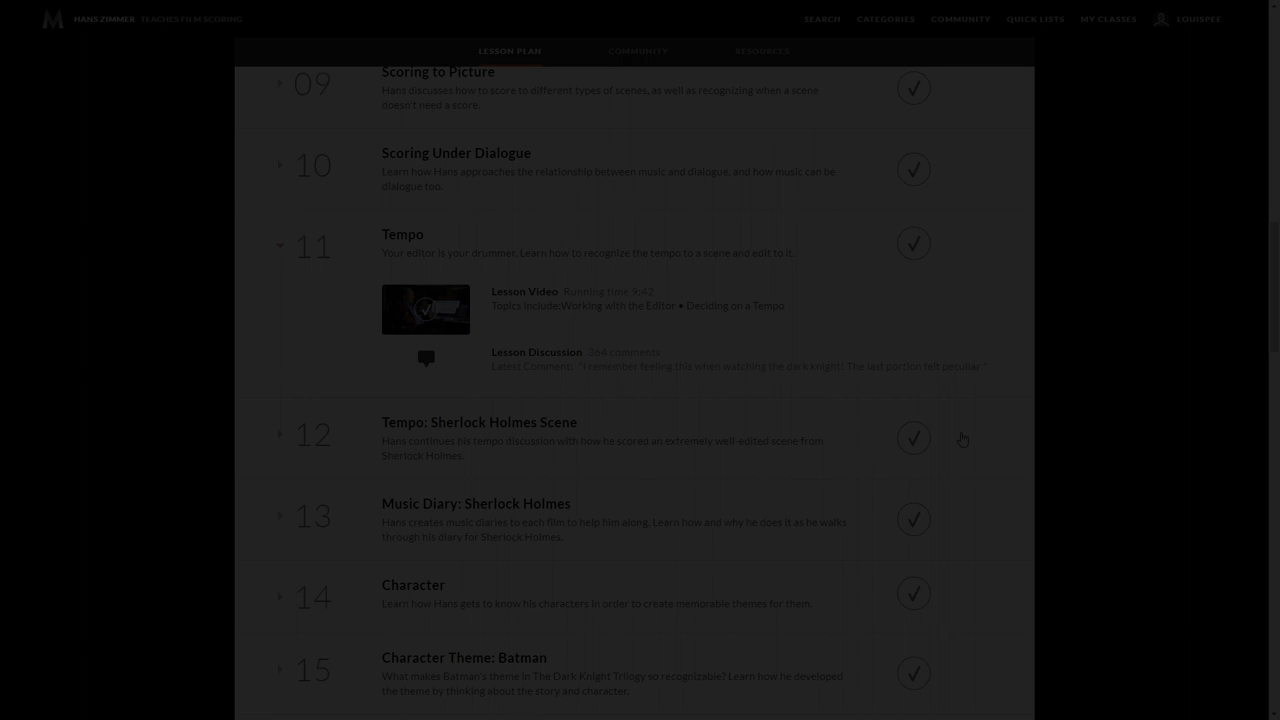 M HANS ZIMMER TEACHES FILM SCORING
SEARCH CATEGORIES COMMUNITY QUICK LISTS MY CLASSES LOUISPEF
LESSON PLAN COMMUNITY RESOURCES
09 Scoring to Picture
Hans discusses how to score to different types of scenes, as well as recognizing when a scene
doesn't need a score.
10 Scoring Under Dialogue
Learn how Hans approaches the relationship between music and dialogue, and how music can be
dialogue too.
11 Tempo
Your editor is your drummer. Learn how to recognize the tempo to a scene and edit to it.
Lesson Video Running time 9:42
Topics Include:Working with the Editor • Deciding on a Tempo
Lesson Discussion 364 comments
Latest Comment: "I remember feeling this when watching the dark knight! The last portion felt peculiar "
12 Tempo: Sherlock Holmes Scene
Hans continues his tempo discussion with how he scored an extremely well-edited scene from
Sherlock Holmes.
13 Music Diary: Sherlock Holmes
Hans creates music diaries to each film to help him along. Learn how and why he does it as he walks
through his diary for Sherlock Holmes.
14 Character
Learn how Hans gets to know his characters in order to create memorable themes for them.
15 Character Theme: Batman
What makes Batman's theme in The Dark Knight Trilogy so recognizable? Learn how he developed
the theme by thinking about the story and character.